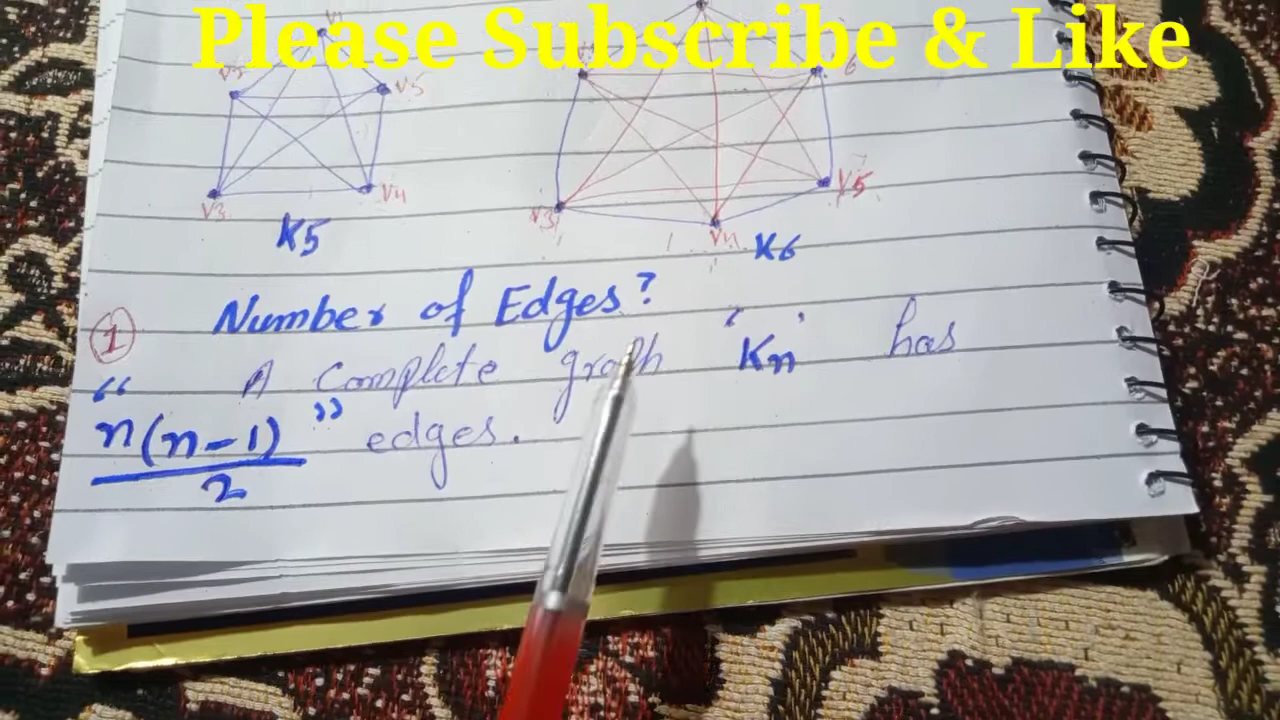 Please Subscribe & Like
V5
V3
V4
K5
6
V3
V4
V5
K6
① Number of Edges?
“ A Complete graph ‘Kn’ has
n(n-1)/2 ” edges.